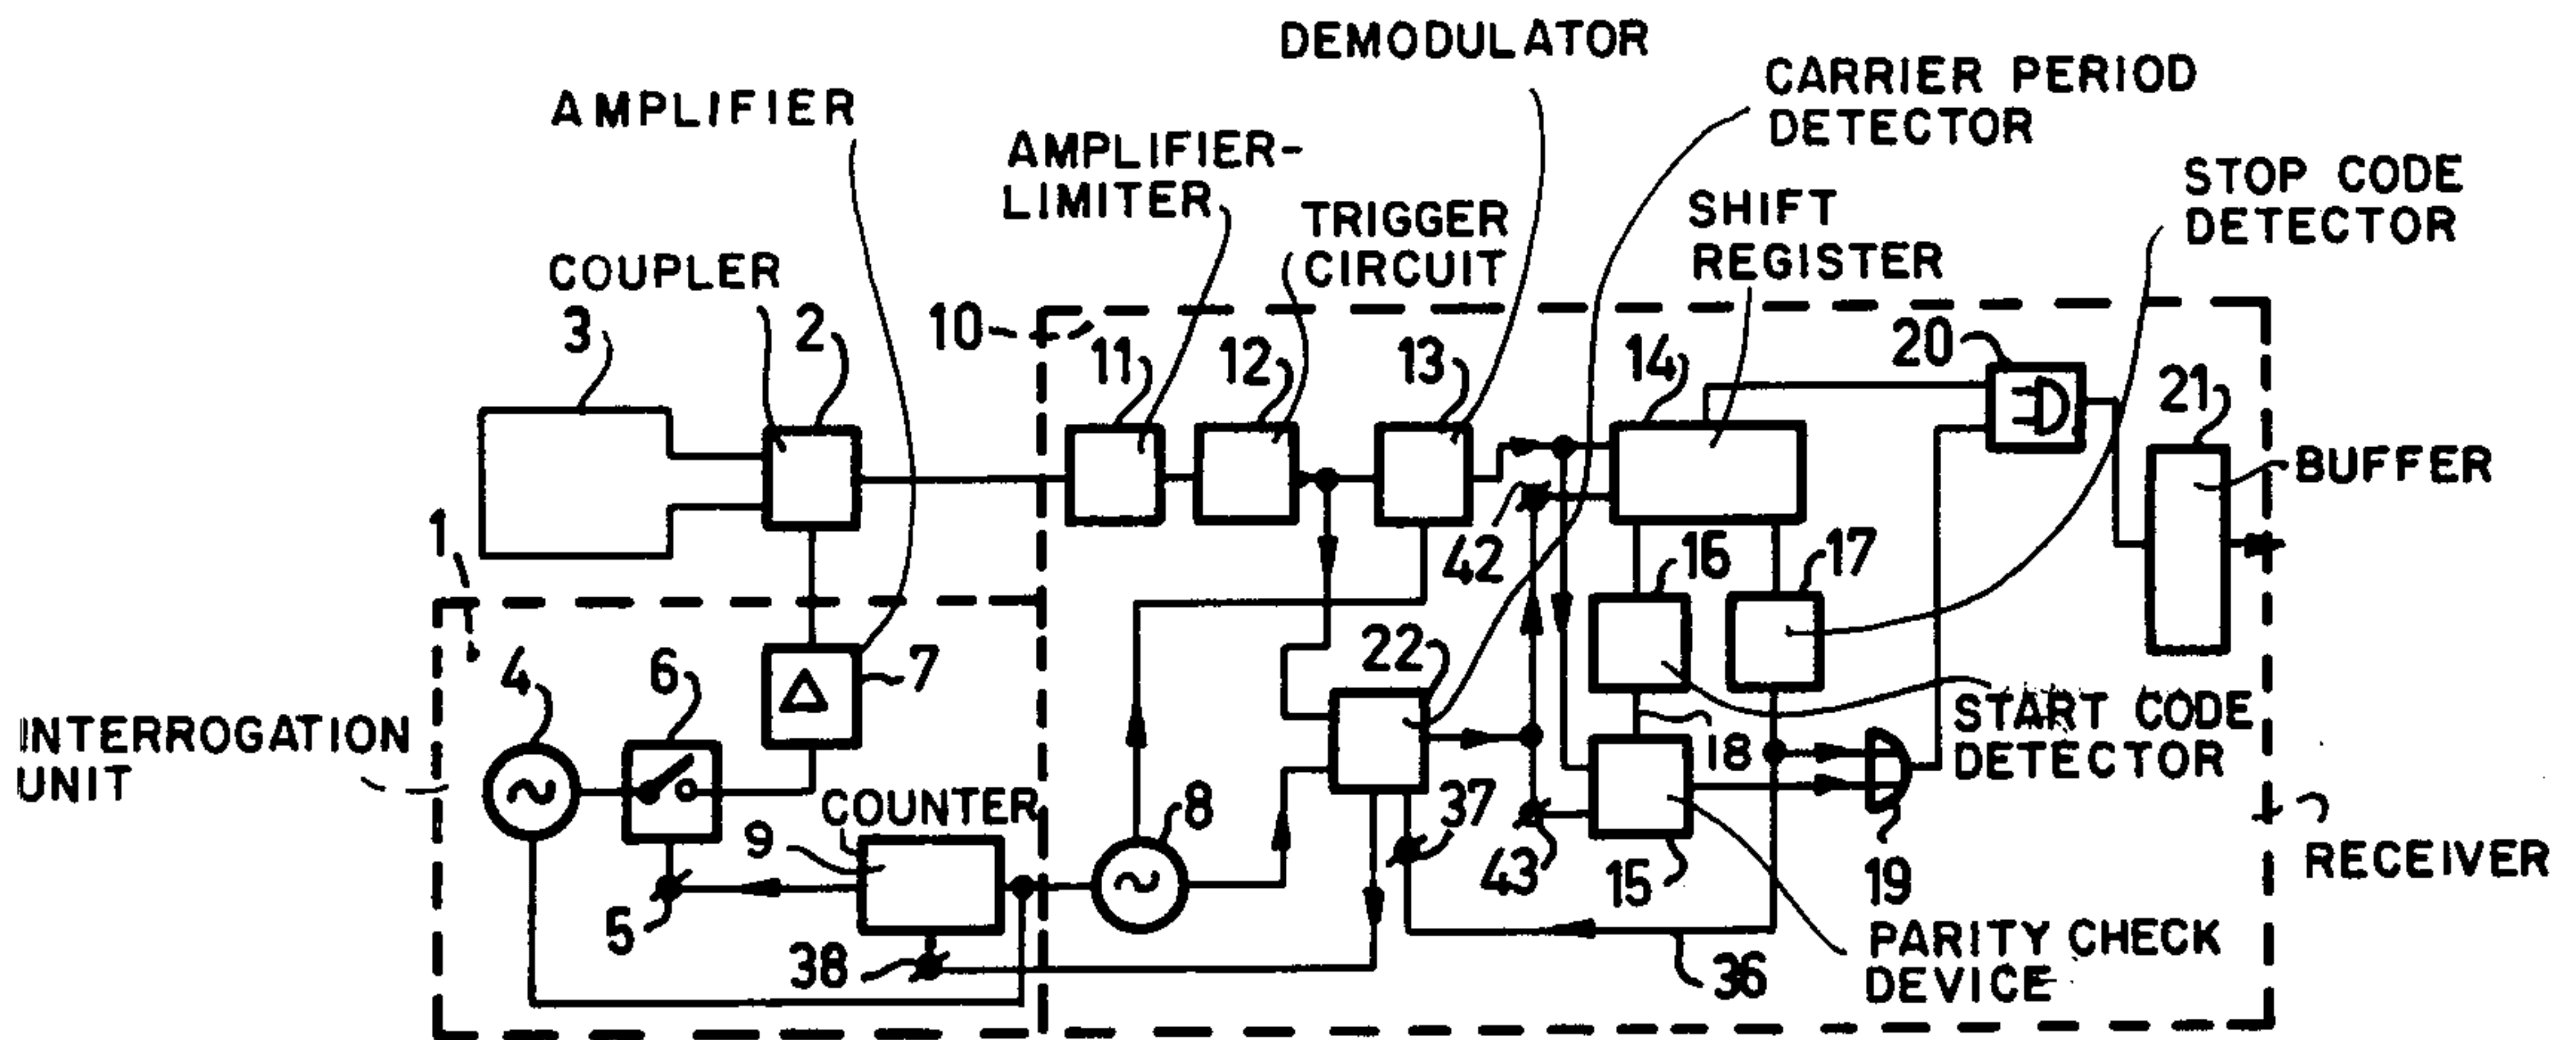 DEMODULATOR
CARRIER PERIOD
DETECTOR
AMPLIFIER
AMPLIFIER-
LIMITER
STOP CODE
DETECTOR
TRIGGER
CIRCUIT
SHIFT
REGISTER
COUPLER
3
2
10
11
12
13
14
20
21
BUFFER
1
42
16
17
4
6
7
22
18
START CODE
DETECTOR
INTERROGATION
UNIT
COUNTER
9
8
37
43
15
19
RECEIVER
5
38
36
PARITY CHECK
DEVICE